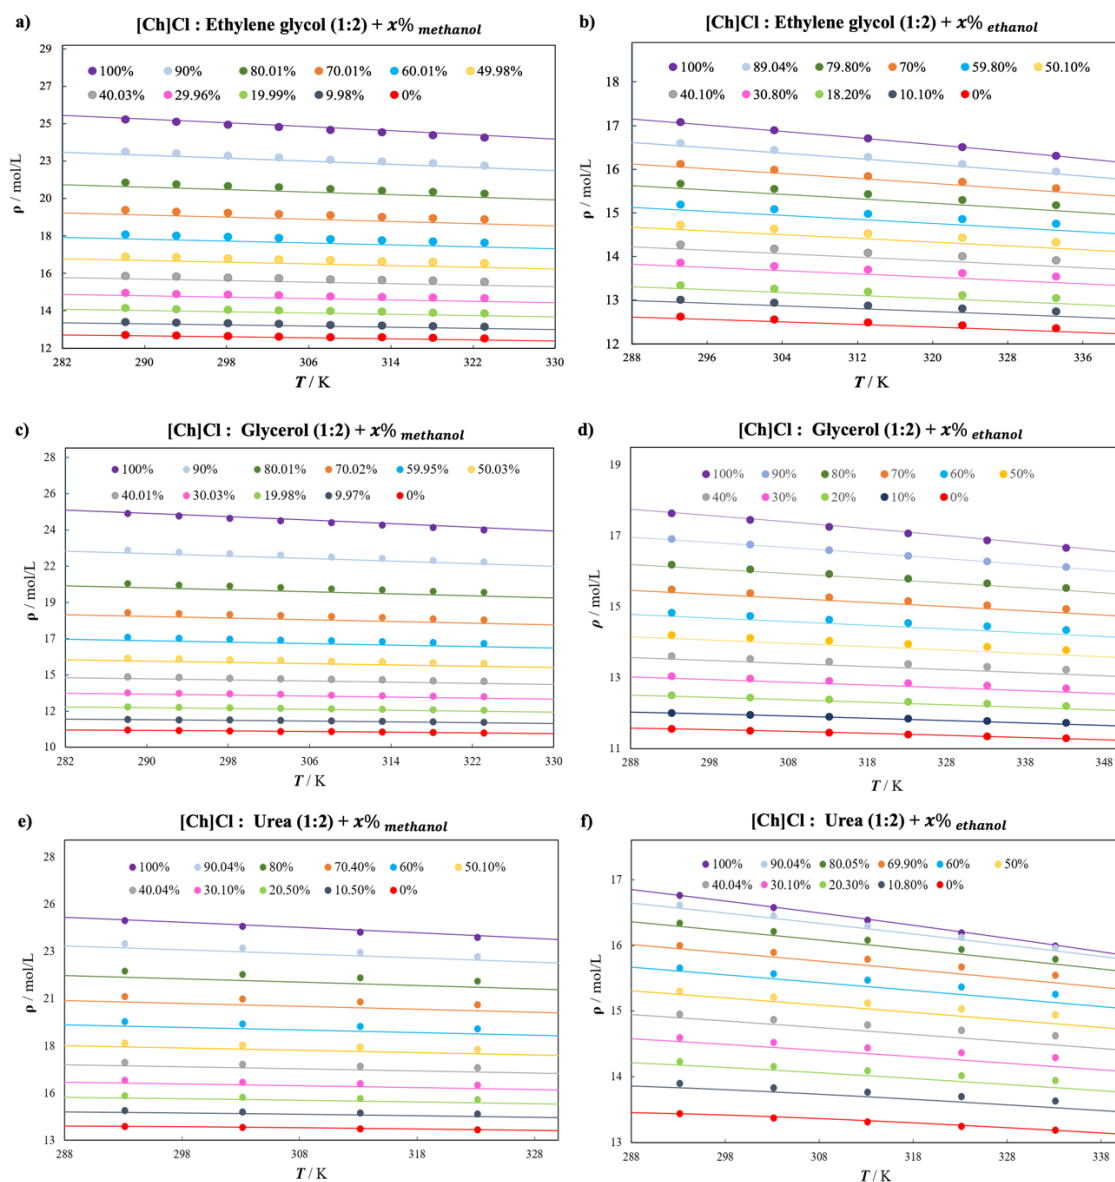 a) [Ch]Cl : Ethylene glycol (1:2) + x% methanol
29
27
25
23
20
18
16
14
12
100% 90% 80.01% 70.01% 60.01% 49.98%
40.03% 29.96% 19.99% 9.98% 0%
ρ / mol/L
282 290 298 306 314 322 330
T / K
b) [Ch]Cl : Ethylene glycol (1:2) + x% ethanol
18
17
16
15
14
13
12
100% 89.04% 79.80% 70% 59.80% 50.10%
40.10% 30.80% 18.20% 10.10% 0%
ρ / mol/L
288 296 304 312 320 328 336
T / K
c) [Ch]Cl : Glycerol (1:2) + x% methanol
28
26
24
22
19
17
15
12
10
100% 90% 80.01% 70.02% 59.95% 50.03%
40.01% 30.03% 19.98% 9.97% 0%
ρ / mol/L
282 290 298 306 314 322 330
T / K
d) [Ch]Cl : Glycerol (1:2) + x% ethanol
19
17
15
13
11
100% 90% 80% 70% 60% 50%
40% 30% 20% 10% 0%
ρ / mol/L
288 298 308 318 328 338 348
T / K
e) [Ch]Cl : Urea (1:2) + x% methanol
28
26
23
21
18
16
13
100% 90.04% 80% 70.40% 60% 50.10%
40.04% 30.10% 20.50% 10.50% 0%
ρ / mol/L
288 298 308 318 328
T / K
f) [Ch]Cl : Urea (1:2) + x% ethanol
17
16
15
14
13
100% 90.04% 80.05% 69.90% 60% 50%
40.04% 30.10% 20.30% 10.80% 0%
ρ / mol/L
288 298 308 318 328 338
T / K